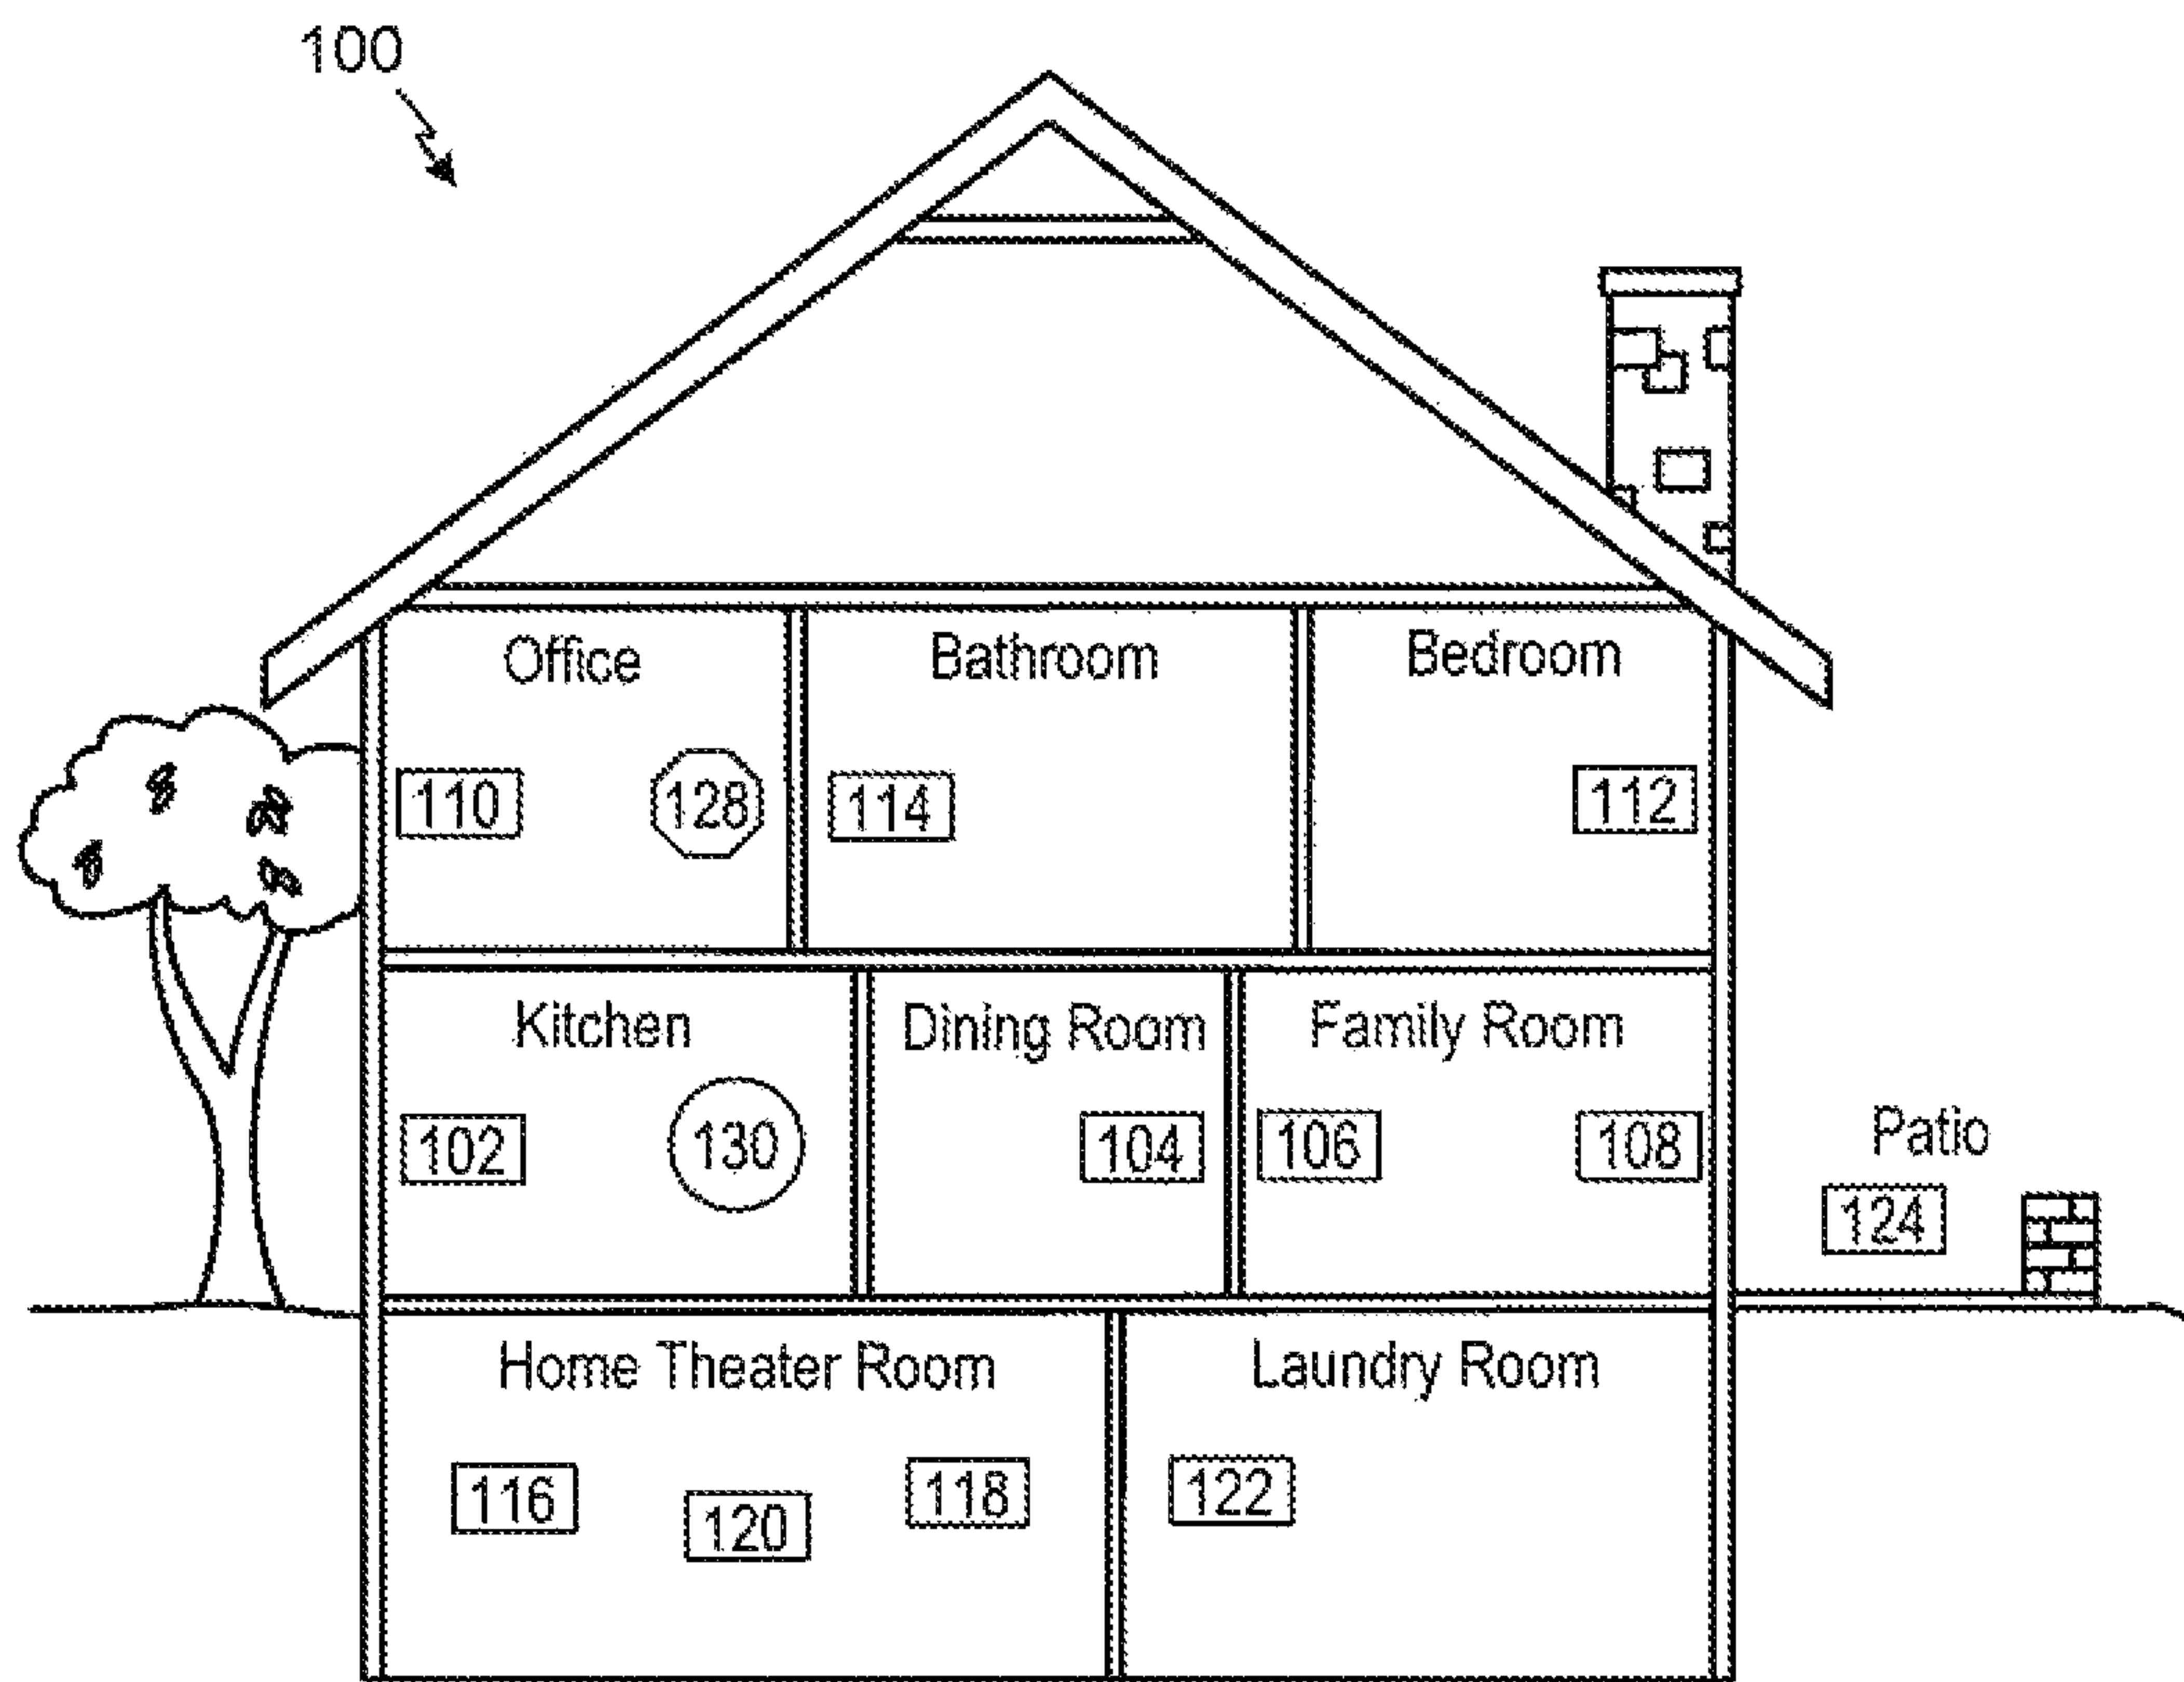 100
Office Bathroom Bedroom
110 128 114 112
Kitchen Dining Room Family Room
102 130 104 106 108
Patio
124
Home Theater Room Laundry Room
116 120 118 122